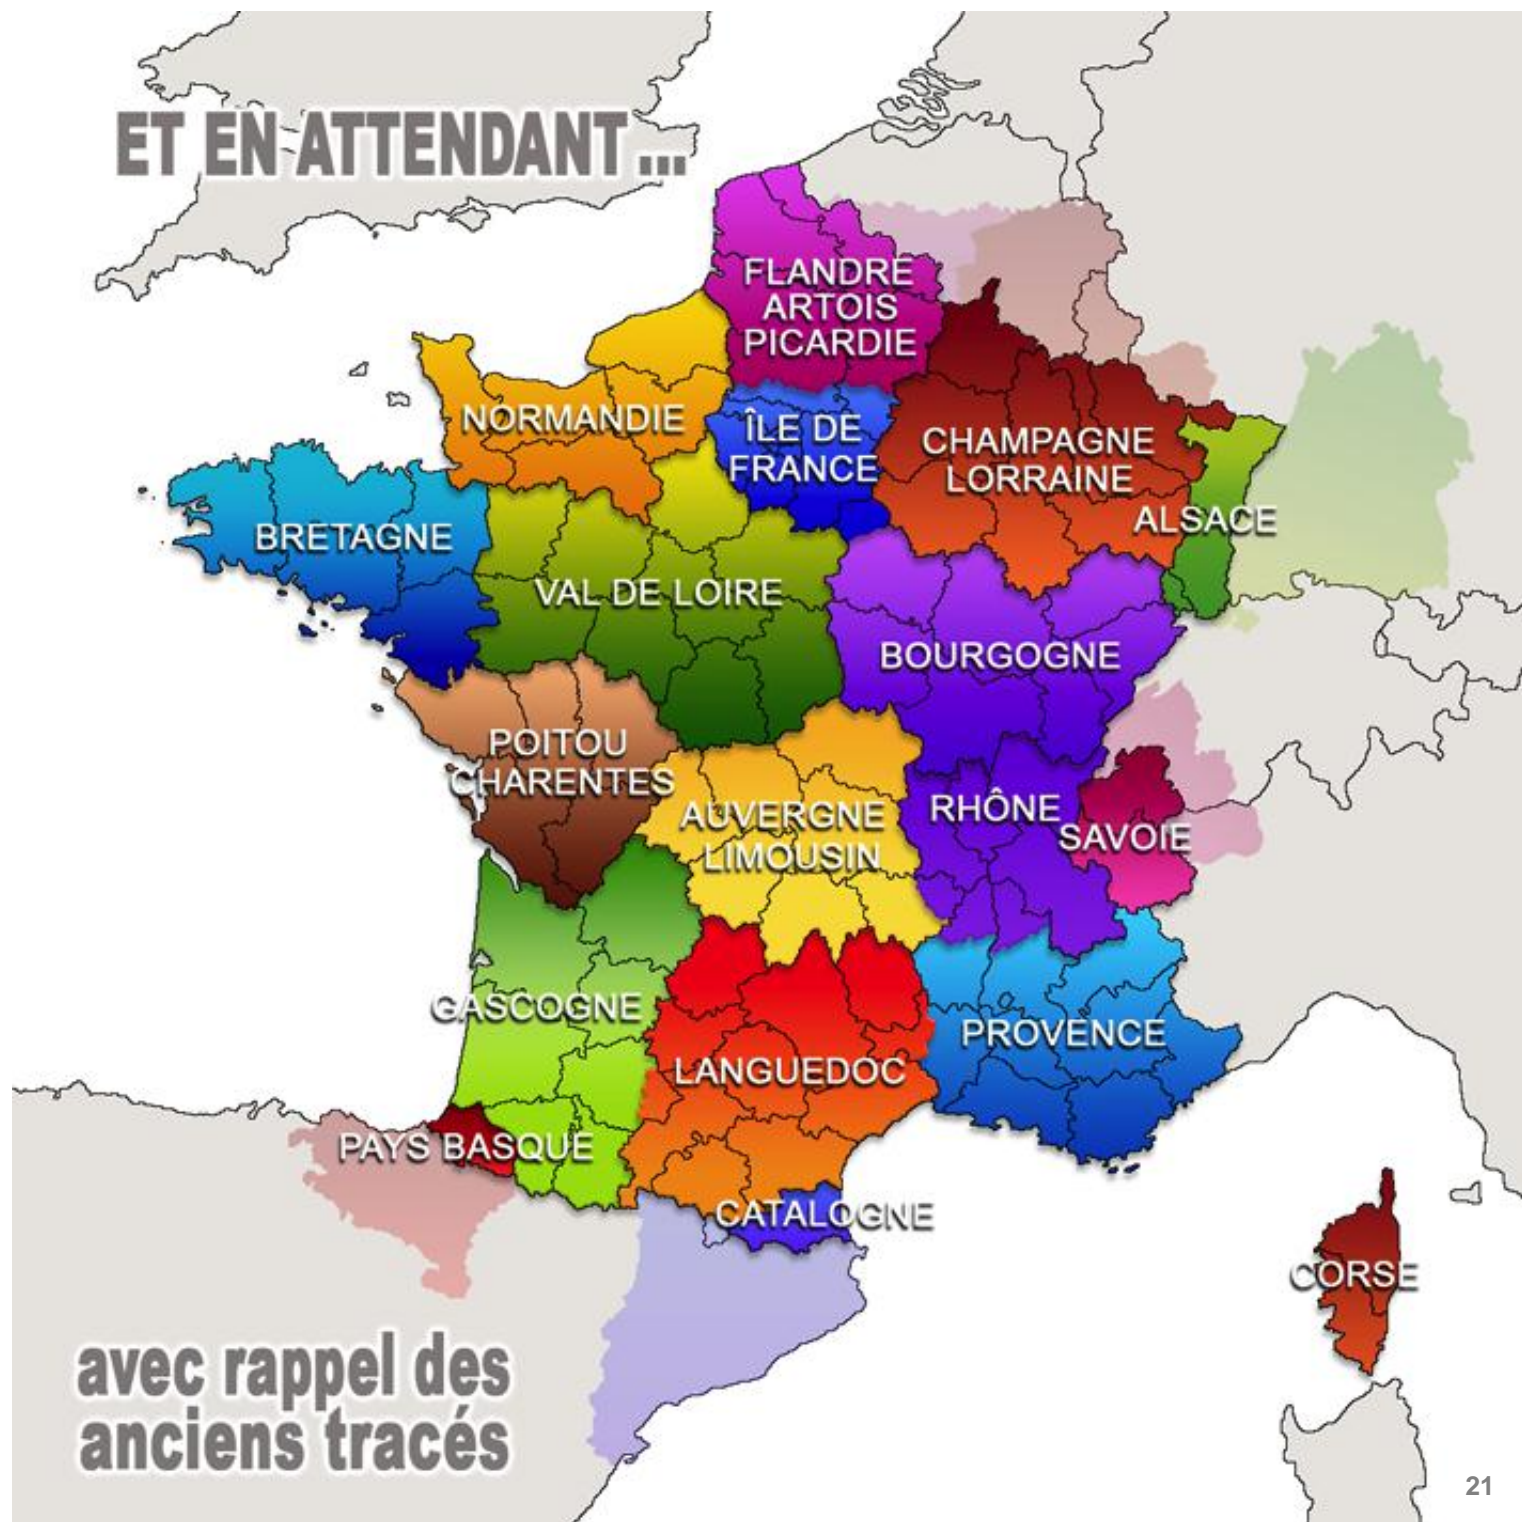 ET EN ATTENDANT...
FLANDRE
ARTOIS
PICARDIE
NORMANDIE
ÎLE DE
FRANCE
CHAMPAGNE
LORRAINE
ALSACE
BRETAGNE
VAL DE LOIRE
BOURGOGNE
POITOU
CHARENTES
AUVERGNE
LIMOUSIN
RHÔNE
SAVOIE
GASCOGNE
PROVENCE
LANGUEDOC
PAYS BASQUE
CATALOGNE
CORSE
avec rappel des
anciens tracés
21